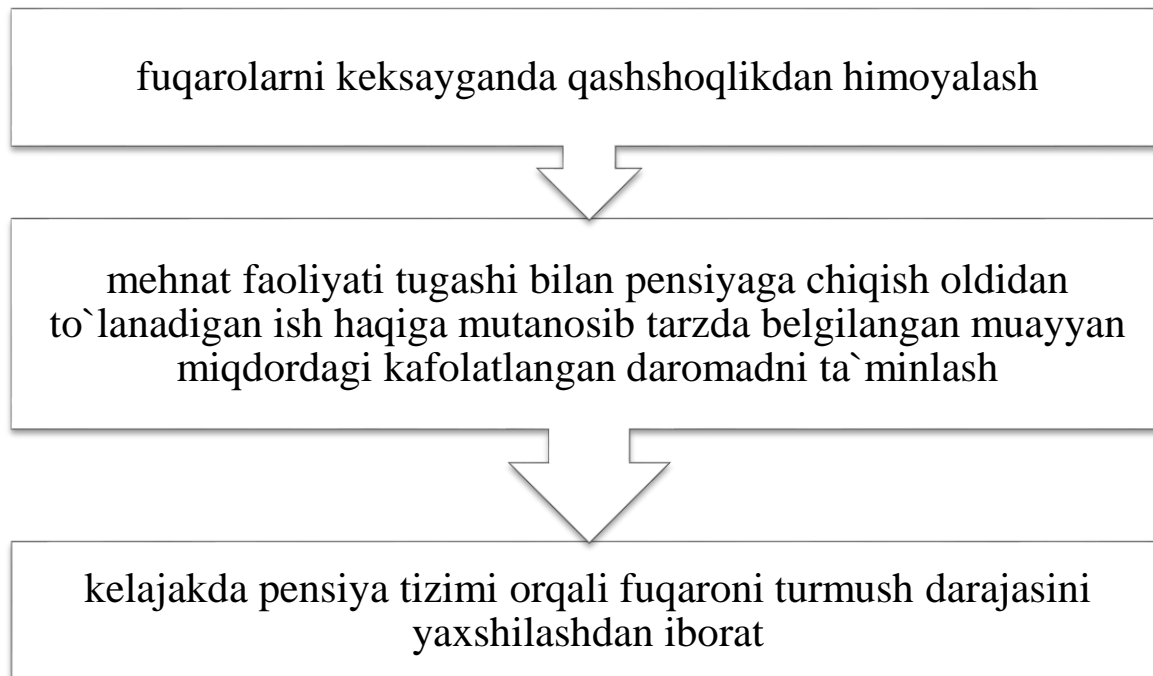 fuqarolarni keksayganda qashshoqlikdan himoyalash
mehnat faoliyati tugashi bilan pensiyaga chiqish oldidan
to`lanadigan ish haqiga mutanosib tarzda belgilangan muayyan
miqdordagi kafolatlangan daromadni ta`minlash
kelajakda pensiya tizimi orqali fuqaroni turmush darajasini
yaxshilashdan iborat